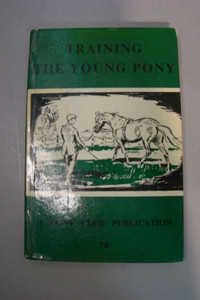 TRAINING
THE YOUNG PONY
A PONY CLUB PUBLICATION